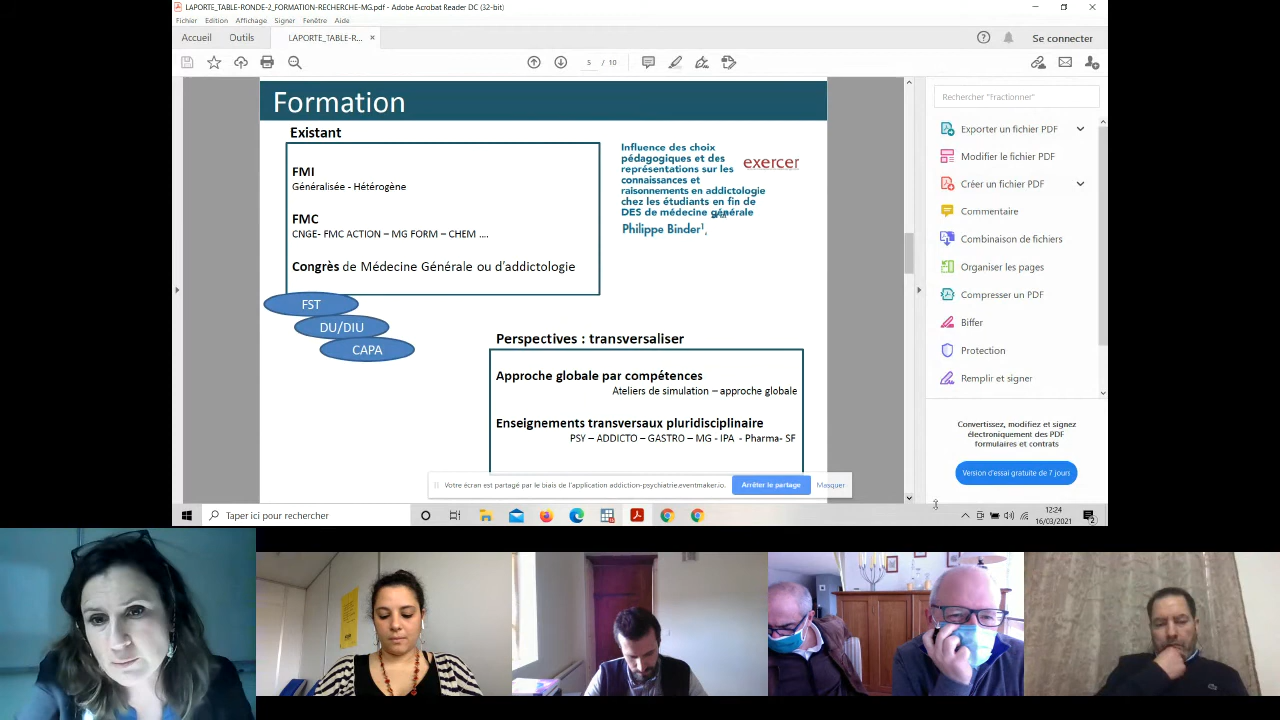 LAPORTE_TABLE-RONDE-2_FORMATION-RECHERCHE-MG.pdf - Adobe Acrobat Reader DC (32-bit)
Fichier Edition Affichage Signer Fenêtre Aide
Accueil Outils LAPORTE_TABLE-R... × Se connecter
5 / 10
Formation
Existant
FMI
Généralisée - Hétérogène
FMC
CNGE- FMC ACTION – MG FORM – CHEM ....
Congrès de Médecine Générale ou d'addictologie
FST
DU/DIU
CAPA
Influence des choix
pédagogiques et des
représentations sur les
connaissances et
raisonnements en addictologie
chez les étudiants en fin de
DES de médecine générale
Philippe Binder1,
exercer
Perspectives : transversaliser
Approche globale par compétences
Ateliers de simulation – approche globale
Enseignements transversaux pluridisciplinaire
PSY – ADDICTO – GASTRO – MG - IPA - Pharma- SF
Votre écran est partagé par le biais de l'application addiction-psychiatrie.eventmaker.io.
Arrêter le partage
Masquer
Rechercher "Fractionner"
Exporter un fichier PDF
Modifier le fichier PDF
Créer un fichier PDF
Commentaire
Combinaison de fichiers
Organiser les pages
Compresser un PDF
Biffer
Protection
Remplir et signer
Convertissez, modifiez et signez
électroniquement des PDF
formulaires et contrats
Version d'essai gratuite de 7 jours
Taper ici pour rechercher
12:24
16/03/2021
2